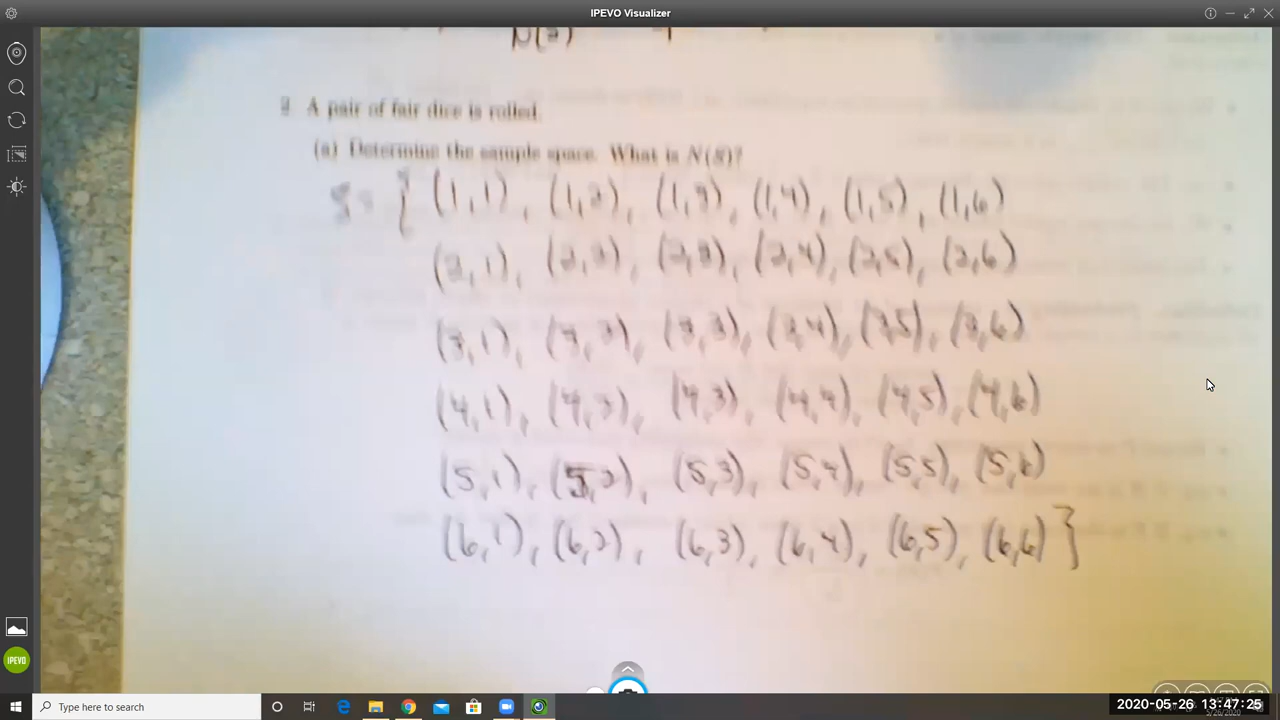 IPEVO Visualizer
N(2)
2. A pair of fair dice is rolled.
(a) Determine the sample space. What is N(S)?
S = { (1,1), (1,2), (1,3), (1,4), (1,5), (1,6)
(2,1), (2,2), (2,3), (2,4), (2,5), (2,6)
(3,1), (3,2), (3,3), (3,4), (3,5), (3,6)
(4,1), (4,2), (4,3), (4,4), (4,5), (4,6)
(5,1), (5,2), (5,3), (5,4), (5,5), (5,6)
(6,1), (6,2), (6,3), (6,4), (6,5), (6,6) }
IPEVO
Type here to search
2020-05-26 13:47:25